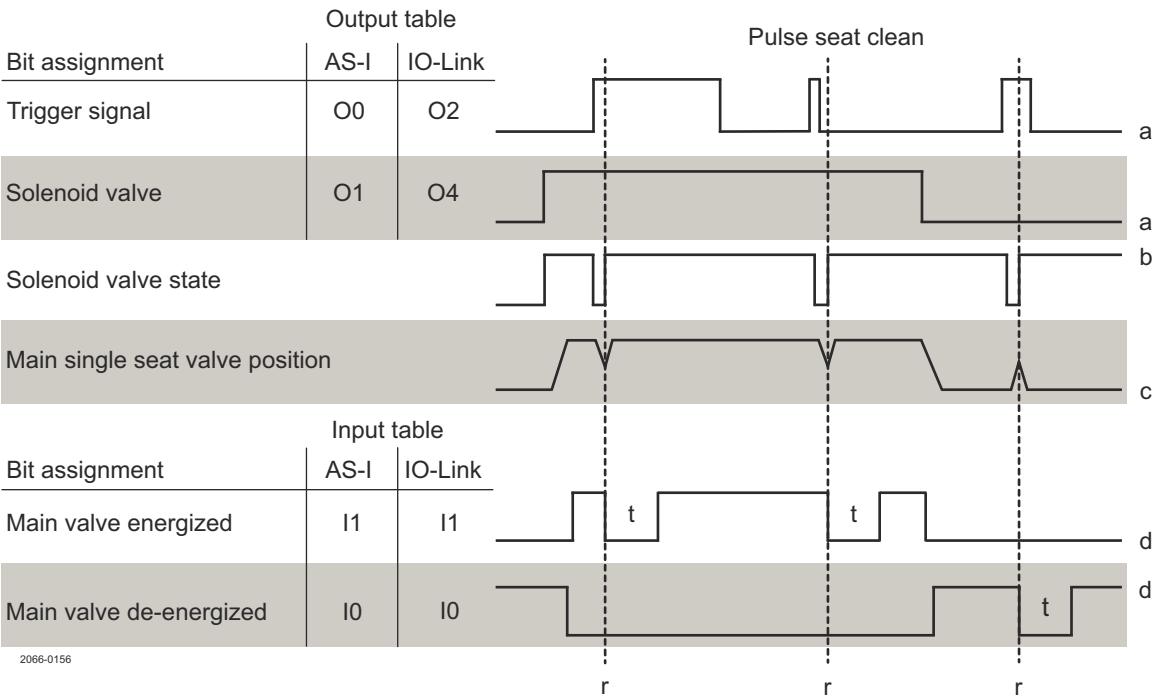 Output table
Pulse seat clean
Bit assignment AS-I IO-Link
Trigger signal O0 O2
a
Solenoid valve O1 O4
a
b
Solenoid valve state
Main single seat valve position
c
Input table
Bit assignment AS-I IO-Link
Main valve energized I1 I1
t t
d
d
Main valve de-energized I0 I0
t
2066-0156
r r r